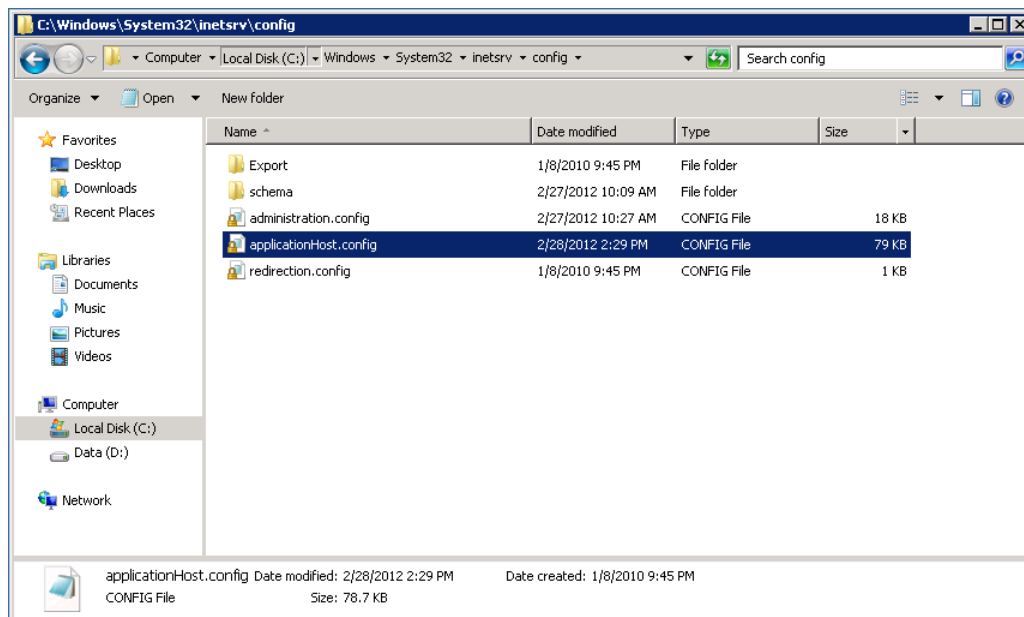 C:\Windows\System32\inetsrv\config
Computer Local Disk (C:) Windows System32 inetsrv config Search config
Organize Open New folder
Name Date modified Type Size
Favorites
Desktop
Downloads
Recent Places
Libraries
Documents
Music
Pictures
Videos
Computer
Local Disk (C:)
Data (D:)
Network
Export 1/8/2010 9:45 PM File folder
schema 2/27/2012 10:09 AM File folder
administration.config 2/27/2012 10:27 AM CONFIG File 18 KB
applicationHost.config 2/28/2012 2:29 PM CONFIG File 79 KB
redirection.config 1/8/2010 9:45 PM CONFIG File 1 KB
applicationHost.config Date modified: 2/28/2012 2:29 PM Date created: 1/8/2010 9:45 PM
CONFIG File Size: 78.7 KB